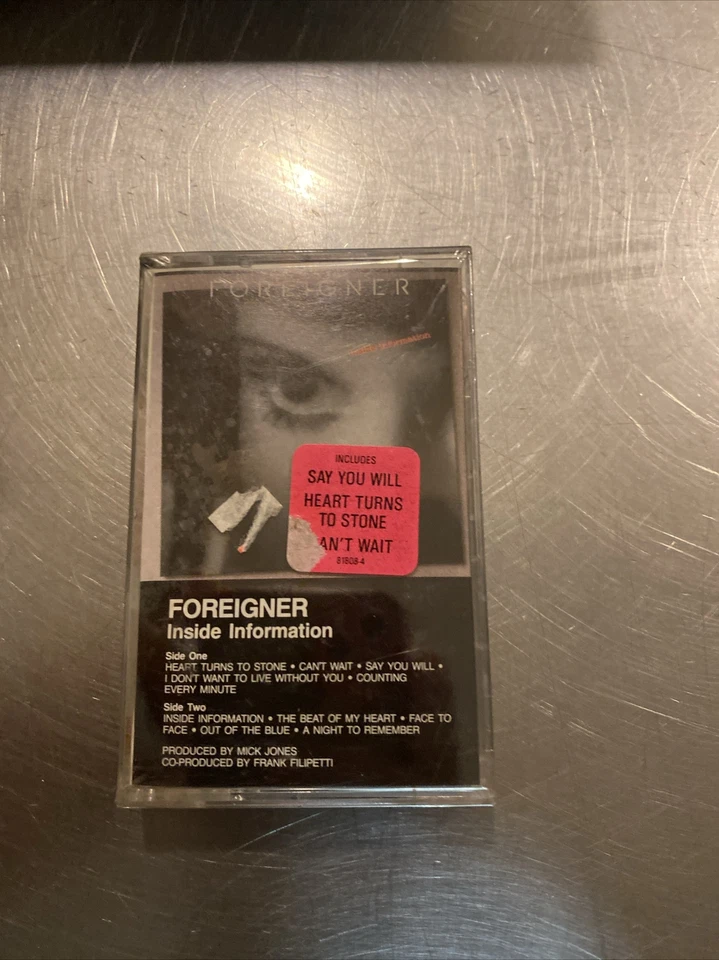 FOREIGNER
inside information
INCLUDES
SAY YOU WILL
HEART TURNS
TO STONE
AN'T WAIT
81808-4
FOREIGNER
Inside Information
Side One
HEART TURNS TO STONE • CAN'T WAIT • SAY YOU WILL •
I DON'T WANT TO LIVE WITHOUT YOU • COUNTING
EVERY MINUTE
Side Two
INSIDE INFORMATION • THE BEAT OF MY HEART • FACE TO
FACE • OUT OF THE BLUE • A NIGHT TO REMEMBER
PRODUCED BY MICK JONES
CO-PRODUCED BY FRANK FILIPETTI